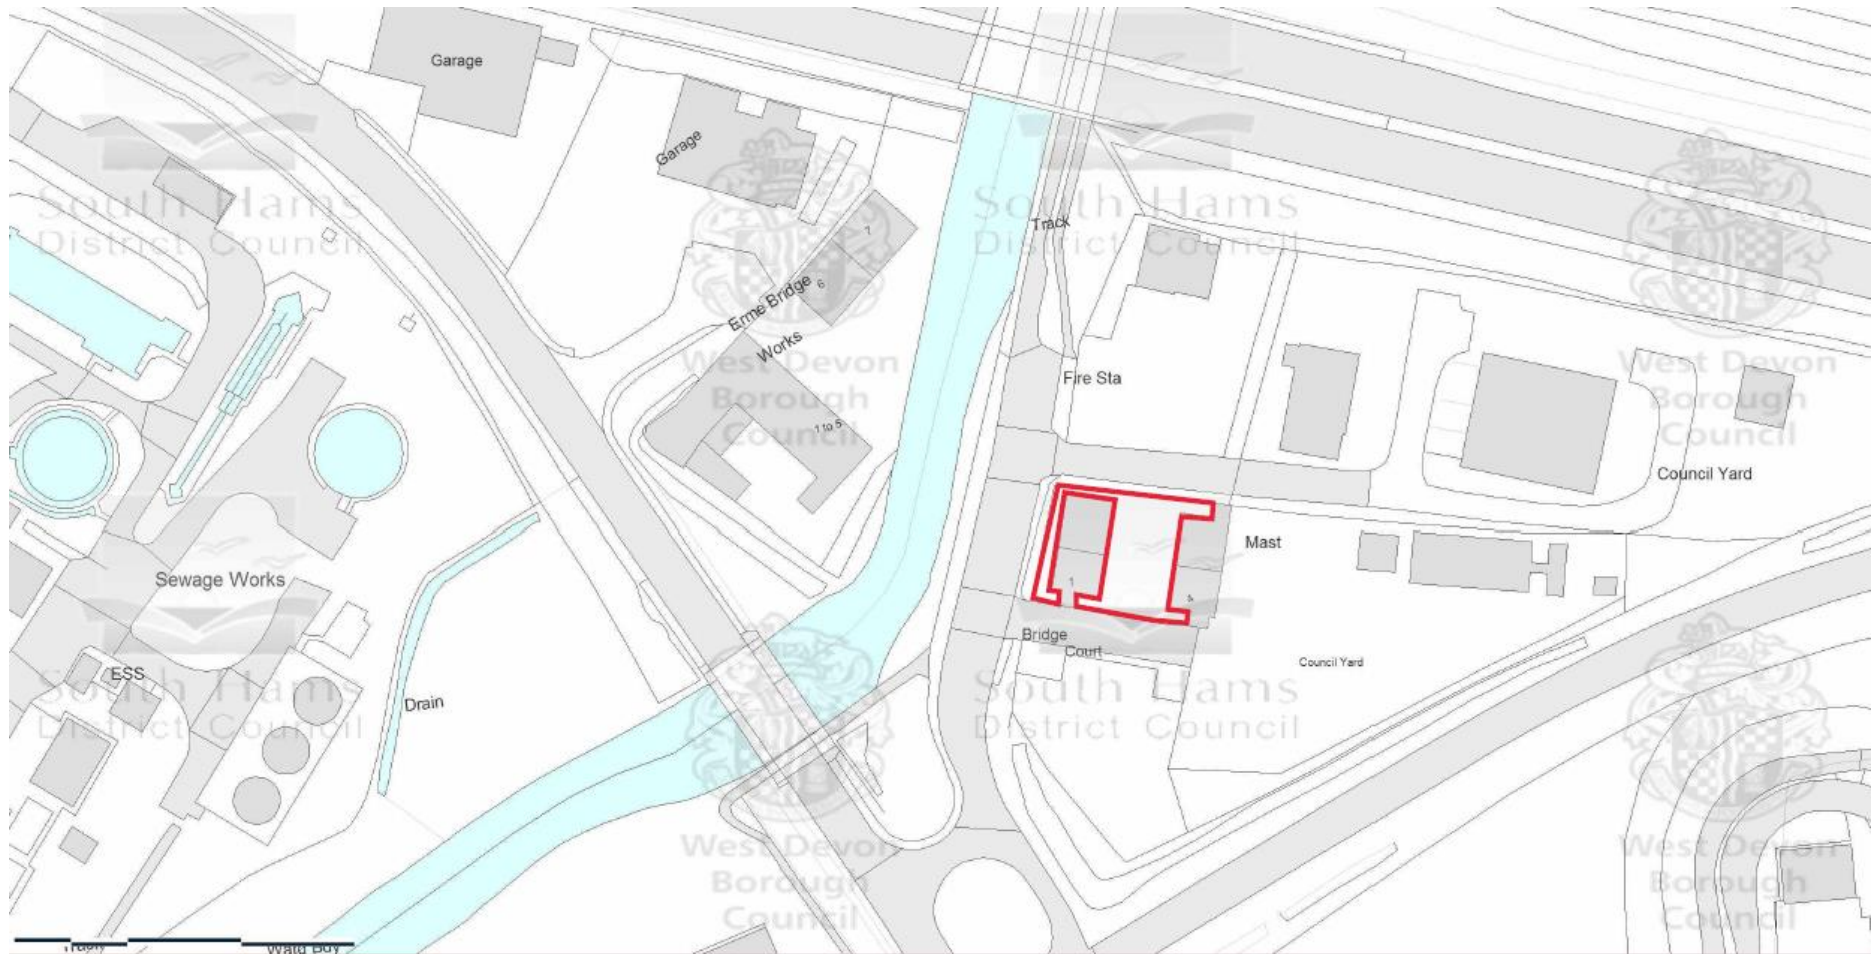 Garage
Garage
South Hams
District Council
South Hams
District Council
Track
7
6
Erme Bridge
Works
West Devon
Borough
Council
West Devon
Borough
Council
Fire Sta
1 to 5
Council Yard
Mast
Sewage Works
1
4
Bridge
Court
Council Yard
ESS
South Hams
District Council
South Hams
District Council
Drain
West Devon
Borough
Council
West Devon
Borough
Council